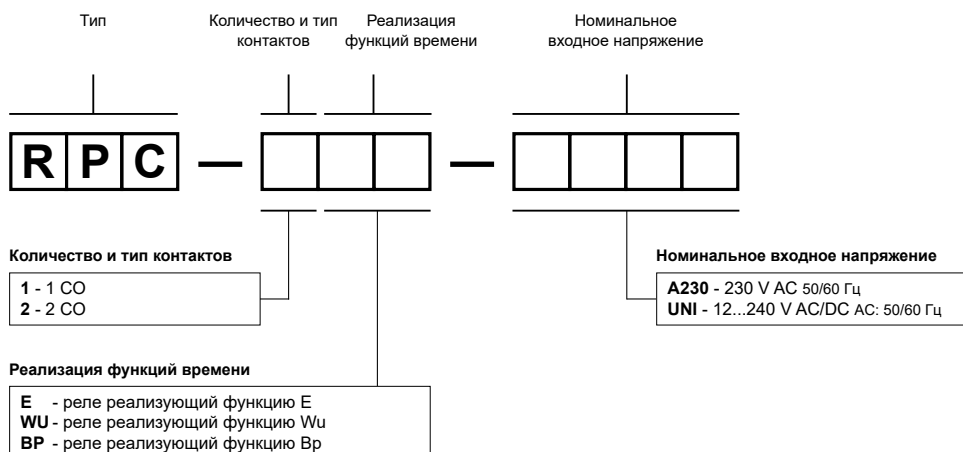 Тип
Количество и тип
контактов
Реализация
функций времени
Номинальное
входное напряжение
R P C — —
Количество и тип контактов
1 - 1 CO
2 - 2 CO
Номинальное входное напряжение
A230 - 230 V AC 50/60 Гц
UNI - 12...240 V AC/DC AC: 50/60 Гц
Реализация функций времени
E - реле реализующий функцию E
WU - реле реализующий функцию Wu
BP - реле реализующий функцию Bp